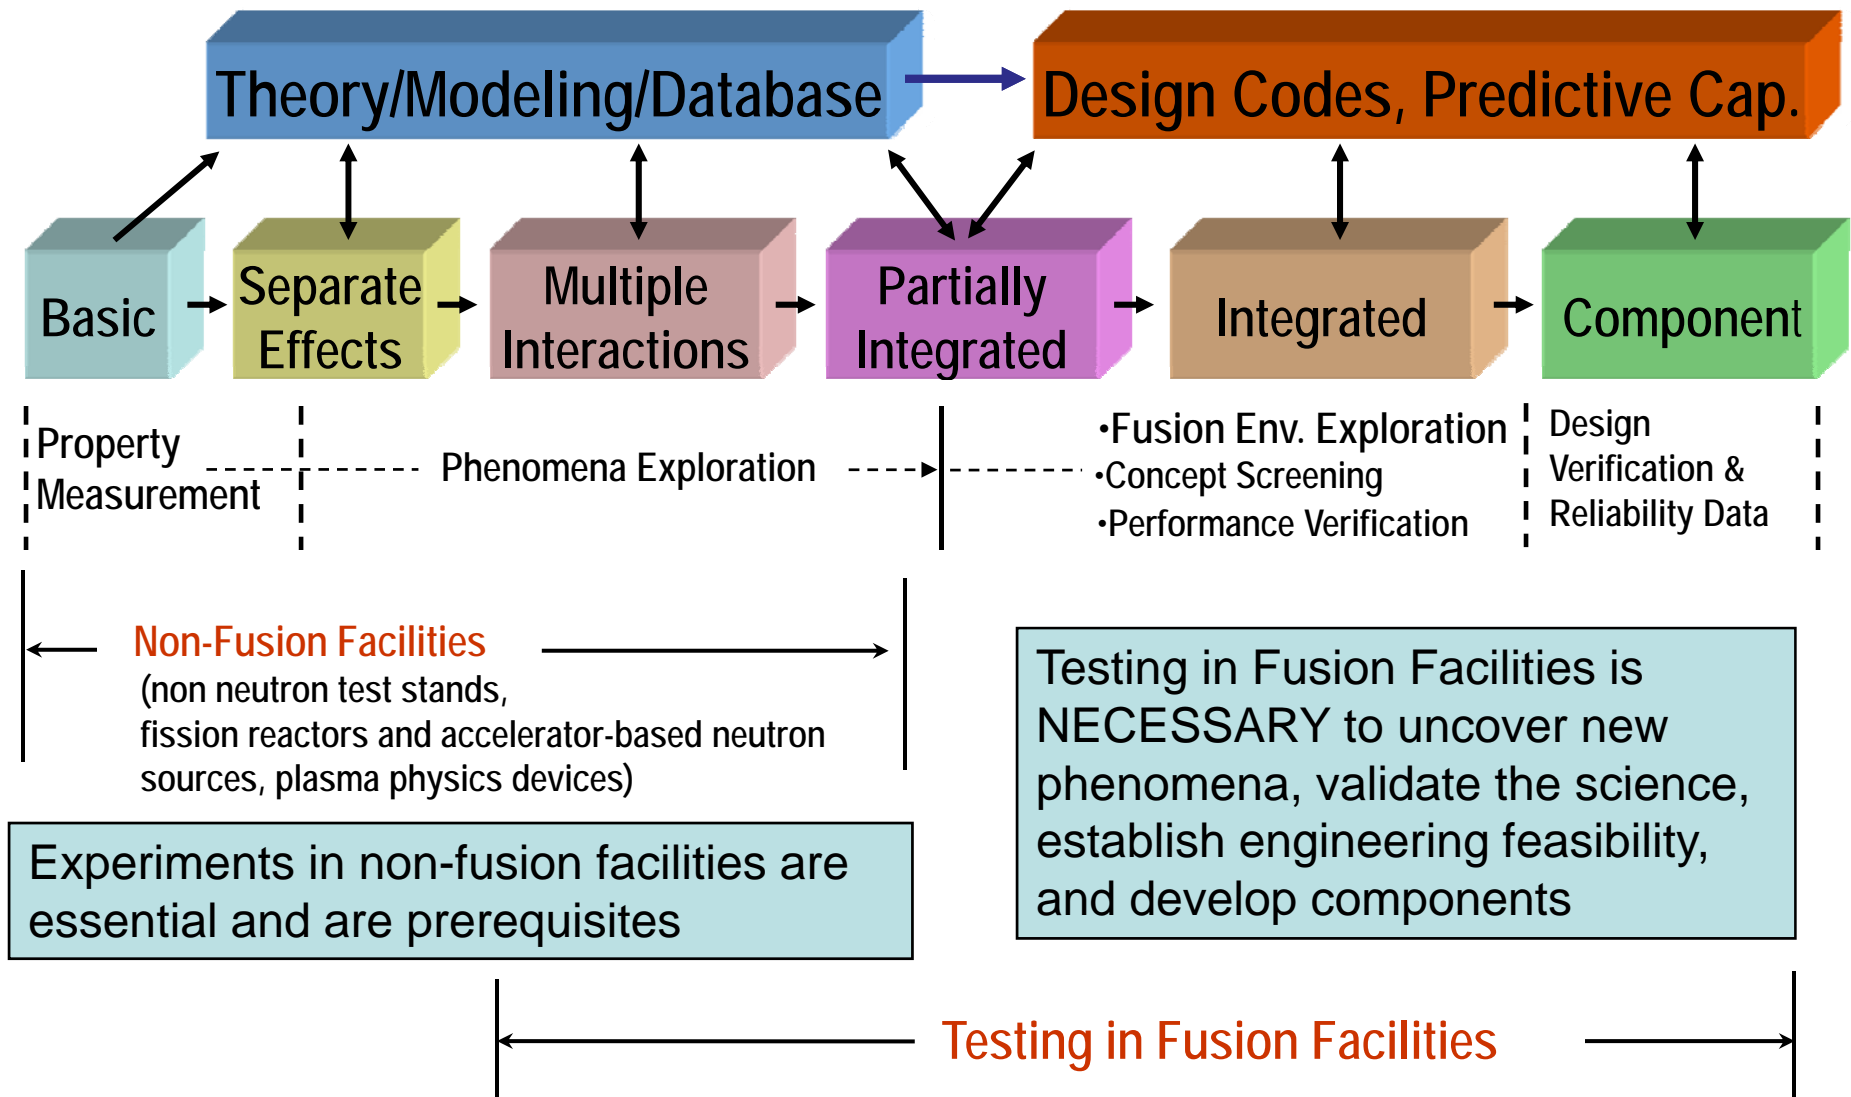 Theory/Modeling/Database
Design Codes, Predictive Cap.
Basic
Separate
Effects
Multiple
Interactions
Partially
Integrated
Integrated
Component
Property
Measurement
Phenomena Exploration
•Fusion Env. Exploration
•Concept Screening
•Performance Verification
Design
Verification &
Reliability Data
Non-Fusion Facilities
(non neutron test stands,
fission reactors and accelerator-based neutron
sources, plasma physics devices)
Testing in Fusion Facilities is
NECESSARY to uncover new
phenomena, validate the science,
establish engineering feasibility,
and develop components
Experiments in non-fusion facilities are
essential and are prerequisites
Testing in Fusion Facilities